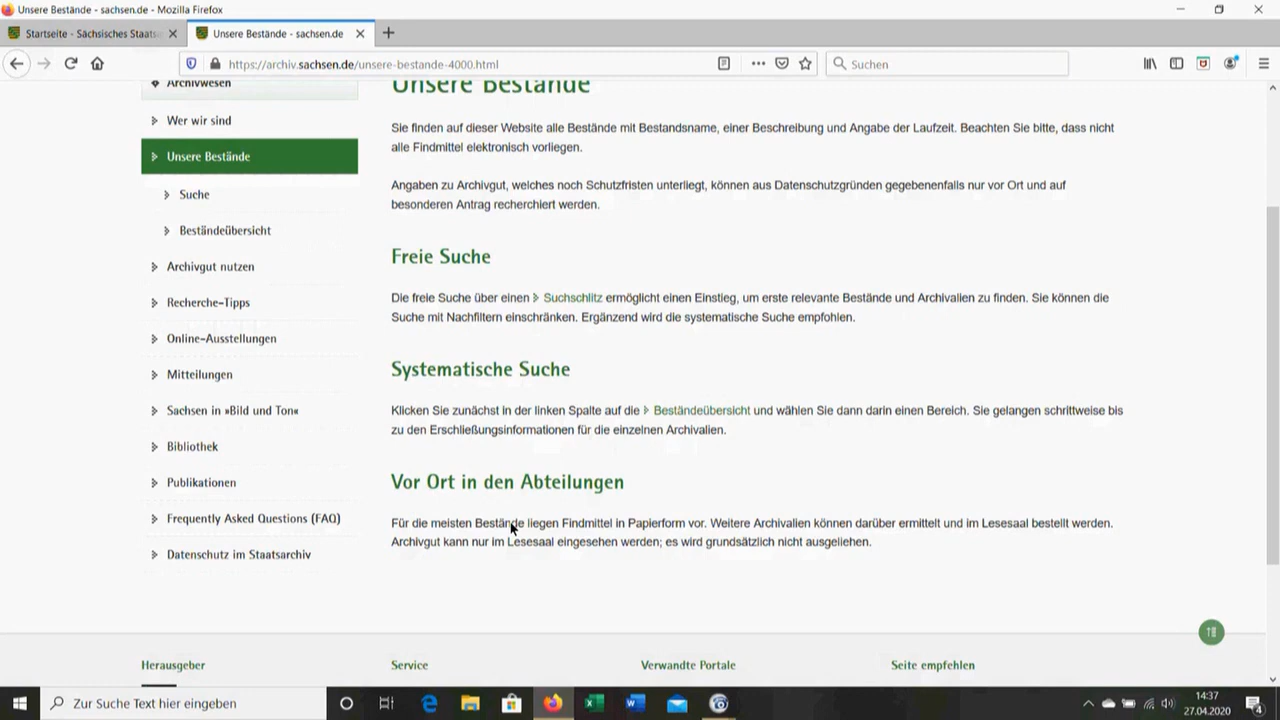 Unsere Bestände - sachsen.de - Mozilla Firefox
Startseite - Sächsisches Staats
Unsere Bestände - sachsen.de
https://archiv.sachsen.de/unsere-bestande-4000.html
Suchen
Archivwesen
Wer wir sind
Unsere Bestände
Suche
Beständeübersicht
Archivgut nutzen
Recherche-Tipps
Online-Ausstellungen
Mitteilungen
Sachsen in »Bild und Ton«
Bibliothek
Publikationen
Frequently Asked Questions (FAQ)
Datenschutz im Staatsarchiv
Unsere Bestände
Sie finden auf dieser Website alle Bestände mit Bestandsname, einer Beschreibung und Angabe der Laufzeit. Beachten Sie bitte, dass nicht
alle Findmittel elektronisch vorliegen.
Angaben zu Archivgut, welches noch Schutzfristen unterliegt, können aus Datenschutzgründen gegebenenfalls nur vor Ort und auf
besonderen Antrag recherchiert werden.
Freie Suche
Die freie Suche über einen Suchschlitz ermöglicht einen Einstieg, um erste relevante Bestände und Archivalien zu finden. Sie können die
Suche mit Nachfiltern einschränken. Ergänzend wird die systematische Suche empfohlen.
Systematische Suche
Klicken Sie zunächst in der linken Spalte auf die Beständeübersicht und wählen Sie dann darin einen Bereich. Sie gelangen schrittweise bis
zu den Erschließungsinformationen für die einzelnen Archivalien.
Vor Ort in den Abteilungen
Für die meisten Bestände liegen Findmittel in Papierform vor. Weitere Archivalien können darüber ermittelt und im Lesesaal bestellt werden.
Archivgut kann nur im Lesesaal eingesehen werden; es wird grundsätzlich nicht ausgeliehen.
Herausgeber
Service
Verwandte Portale
Seite empfehlen
Zur Suche Text hier eingeben
14:37
27.04.2020
4